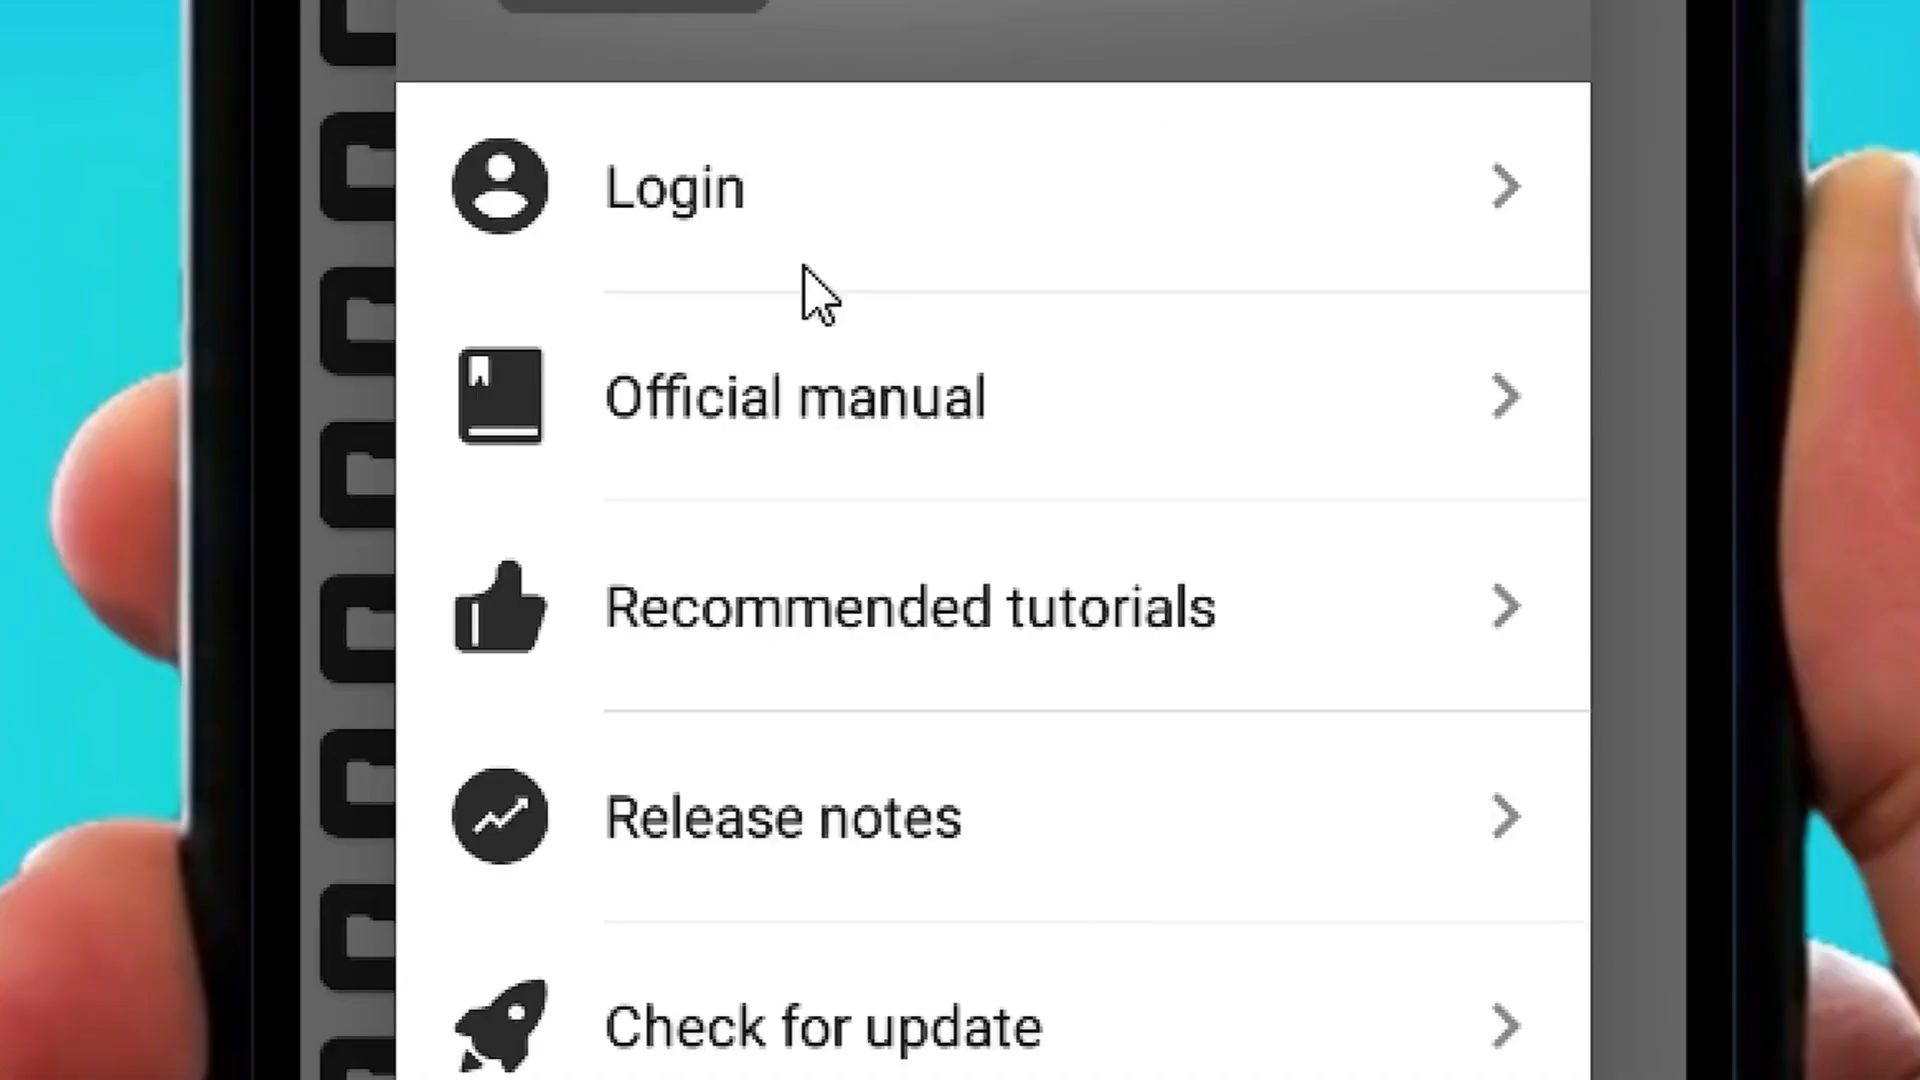 Login
Official manual
Recommended tutorials
Release notes
Check for update